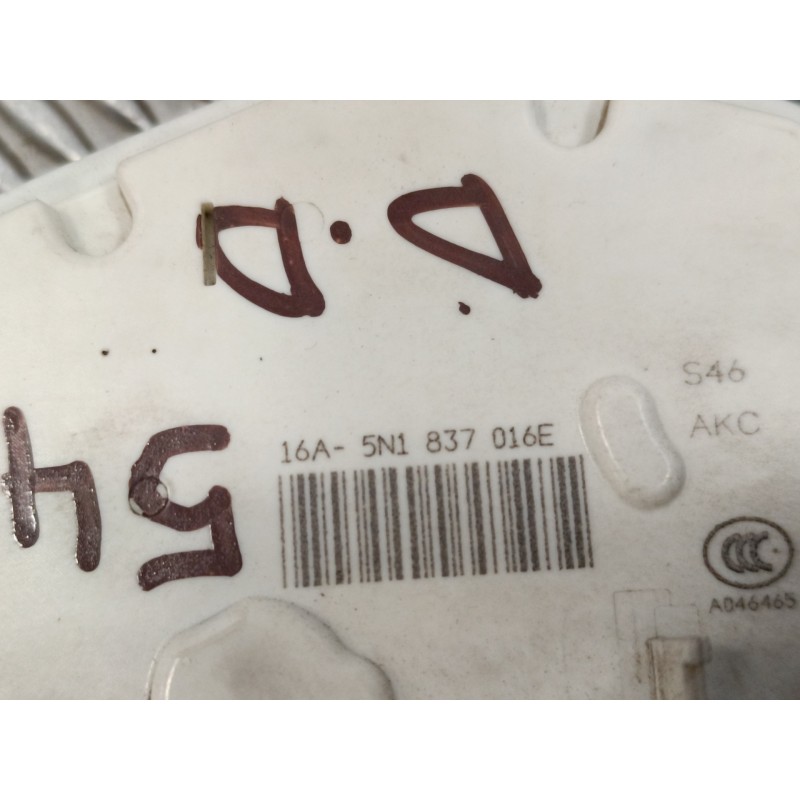 D.D
54
16A- 5N1 837 016E
S46
AKC
CCC
A046465